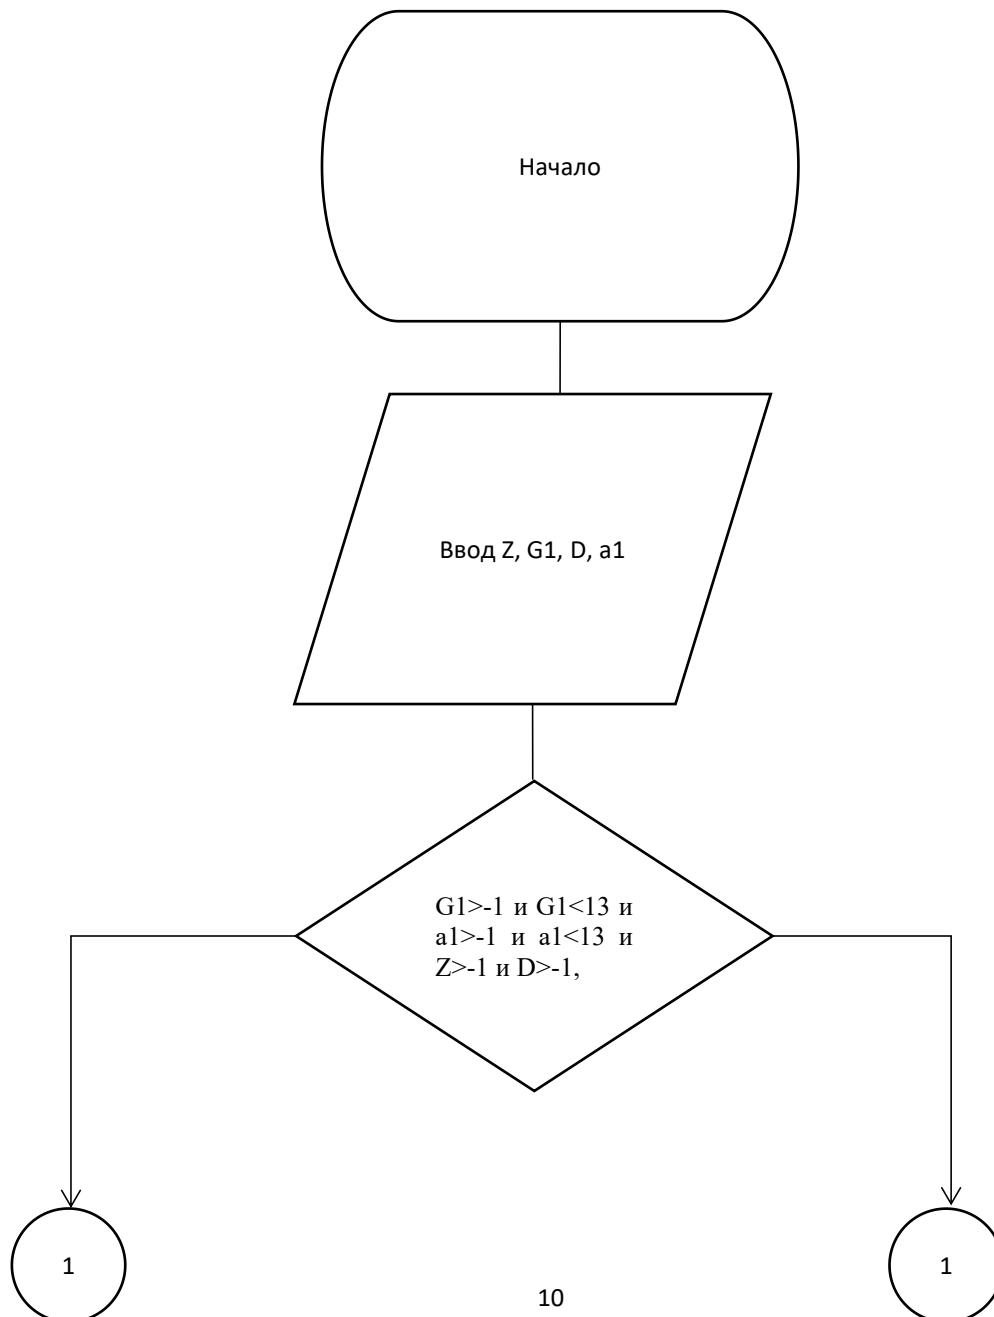 Начало
Ввод Z, G1, D, a1
G1>-1 и G1<13 и
a1>-1 и a1<13 и
Z>-1 и D>-1,
1
1
10